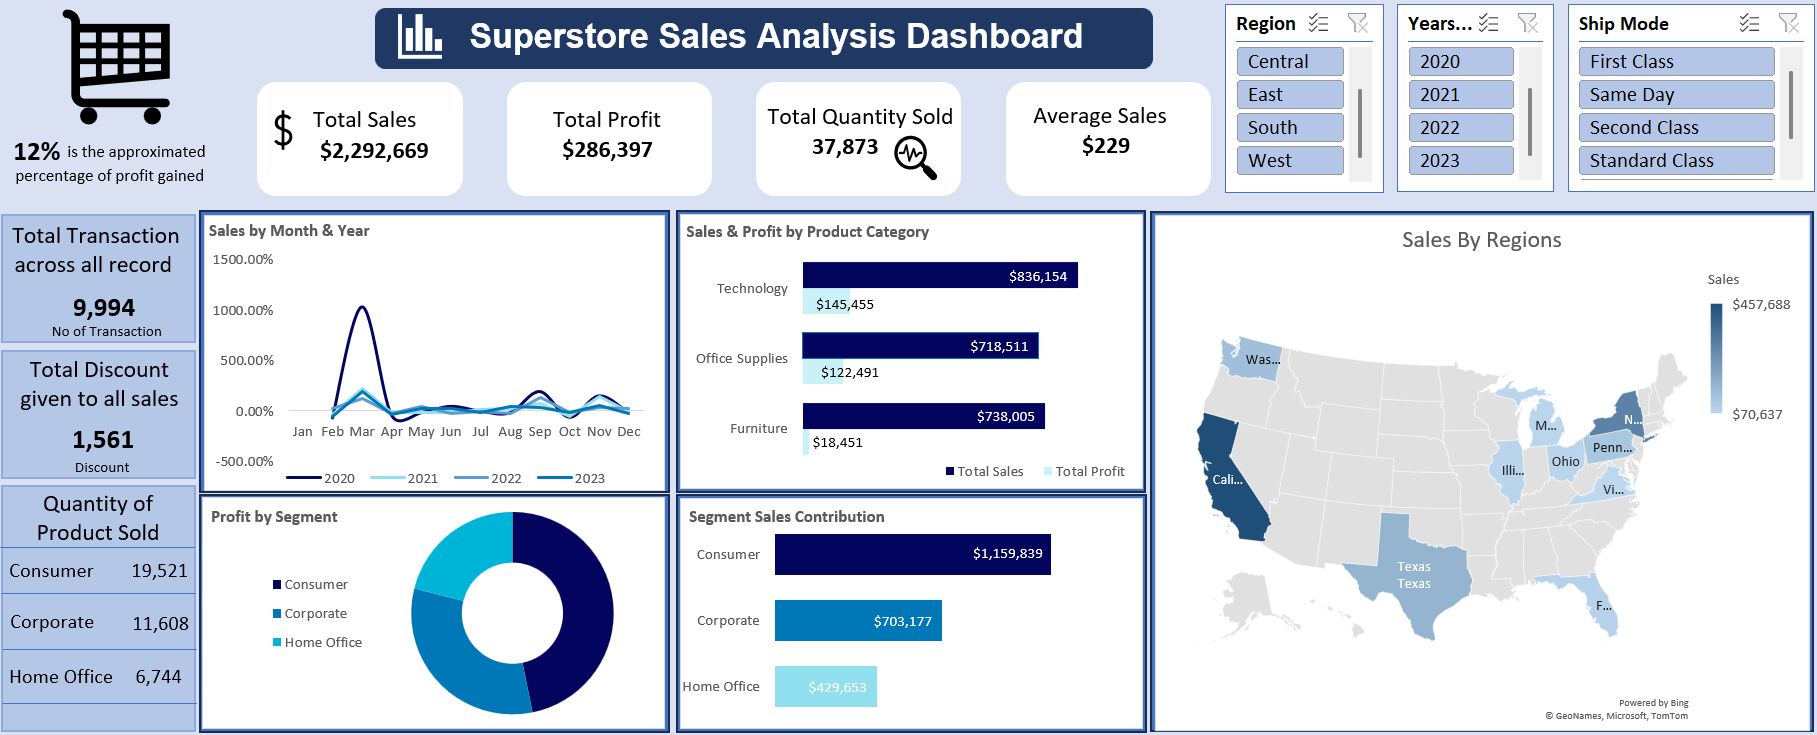 Superstore Sales Analysis Dashboard
12% is the approximated
percentage of profit gained
$
Total Sales
$2,292,669
Total Profit
$286,397
Total Quantity Sold
37,873
Average Sales
$229
Region
Central
East
South
West
Years...
2020
2021
2022
2023
Ship Mode
First Class
Same Day
Second Class
Standard Class
Total Transaction
across all record
9,994
No of Transaction
Total Discount
given to all sales
1,561
Discount
Quantity of
Product Sold
Consumer 19,521
Corporate 11,608
Home Office 6,744
Sales by Month & Year
1500.00%
1000.00%
500.00%
0.00%
-500.00%
Jan Feb Mar Apr May Jun Jul Aug Sep Oct Nov Dec
2020 2021 2022 2023
Sales & Profit by Product Category
Technology
$836,154
$145,455
Office Supplies
$718,511
$122,491
Furniture
$738,005
$18,451
Total Sales Total Profit
Profit by Segment
Consumer
Corporate
Home Office
Segment Sales Contribution
Consumer $1,159,839
Corporate $703,177
Home Office $429,653
Sales By Regions
Sales
$457,688
$70,637
Was...
Cali...
Texas
Texas
Illi...
M...
Ohio
Penn...
N...
Vi...
F...
Powered by Bing
© GeoNames, Microsoft, TomTom